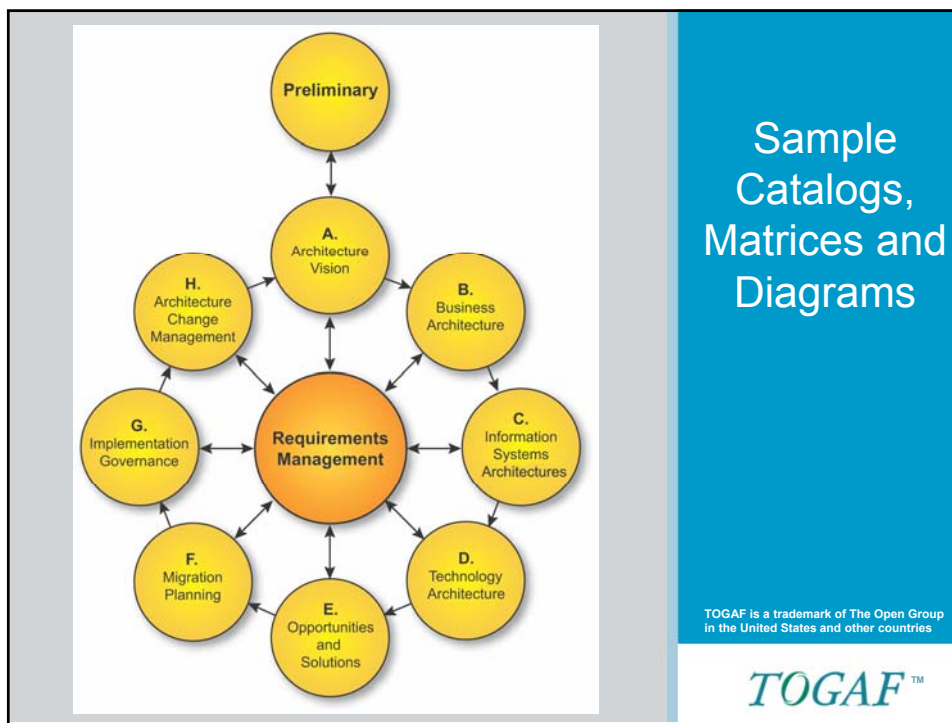 Preliminary
A.
Architecture
Vision
B.
Business
Architecture
C.
Information
Systems
Architectures
D.
Technology
Architecture
E.
Opportunities
and
Solutions
F.
Migration
Planning
G.
Implementation
Governance
H.
Architecture
Change
Management
Requirements
Management
Sample
Catalogs,
Matrices and
Diagrams
TOGAF is a trademark of The Open Group
in the United States and other countries
TOGAF™